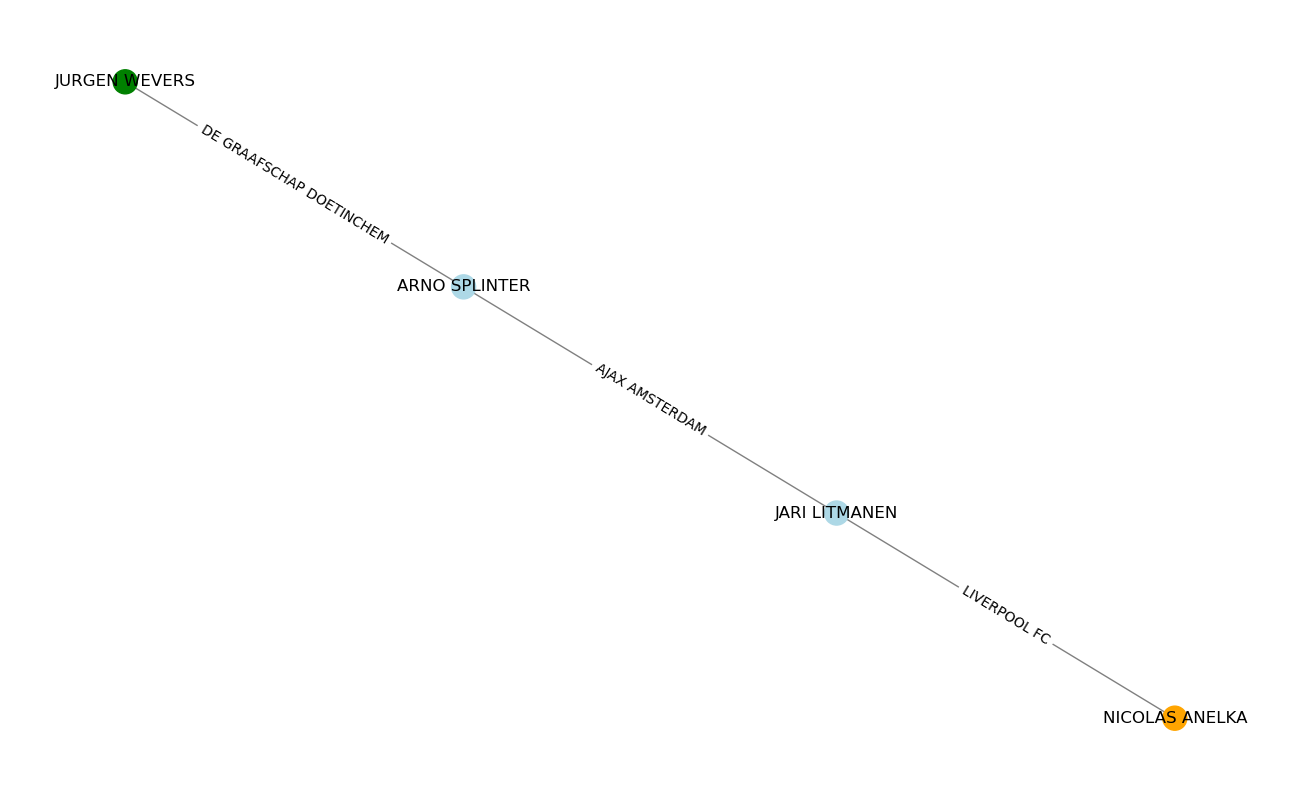 JURGEN WEVERS
DE GRAAFSCHAP DOETINCHEM
ARNO SPLINTER
AJAX AMSTERDAM
JARI LITMANEN
LIVERPOOL FC
NICOLAS ANELKA